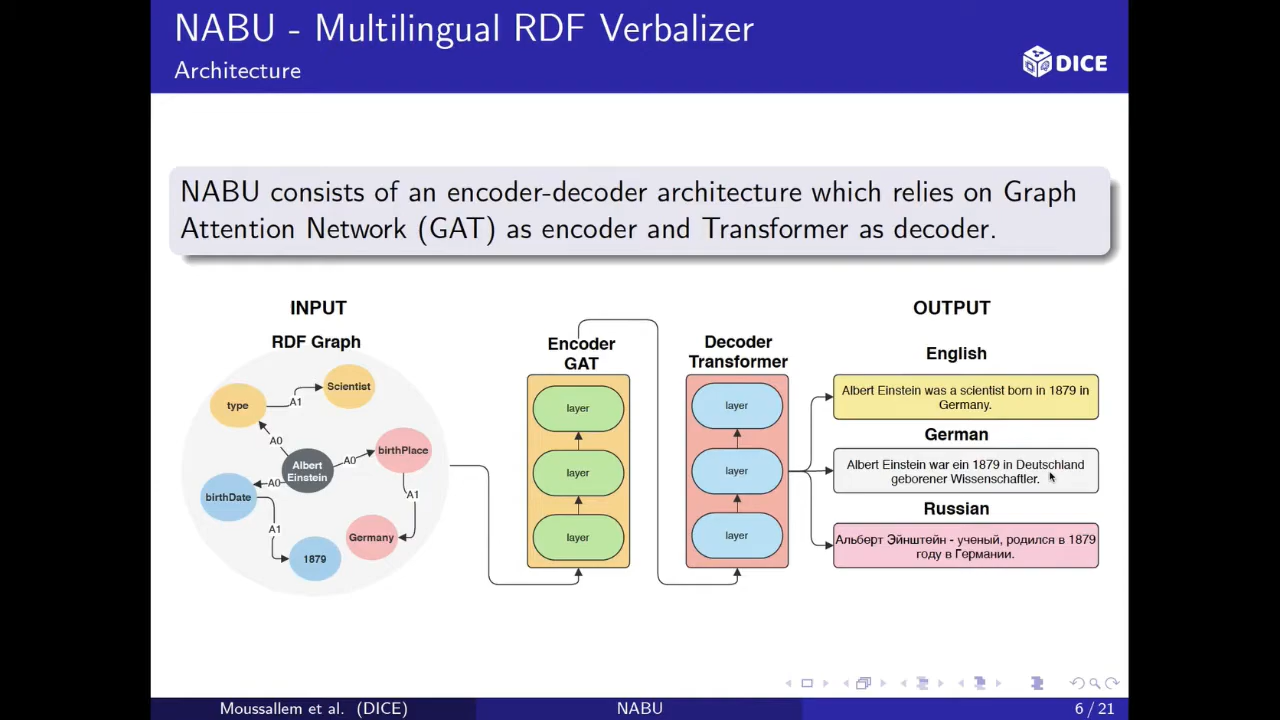 NABU - Multilingual RDF Verbalizer
Architecture
DICE
NABU consists of an encoder-decoder architecture which relies on Graph
Attention Network (GAT) as encoder and Transformer as decoder.
INPUT
RDF Graph
Scientist
type
A1
A0
birthPlace
A0
Albert
Einstein
A0
birthDate
A1
A1
Germany
1879
Encoder
GAT
layer
layer
layer
Decoder
Transformer
layer
layer
layer
OUTPUT
English
Albert Einstein was a scientist born in 1879 in
Germany.
German
Albert Einstein war ein 1879 in Deutschland
geborener Wissenschaftler.
Russian
Альберт Эйнштейн - ученый, родился в 1879
году в Германии.
Moussallem et al. (DICE)
NABU
6 / 21